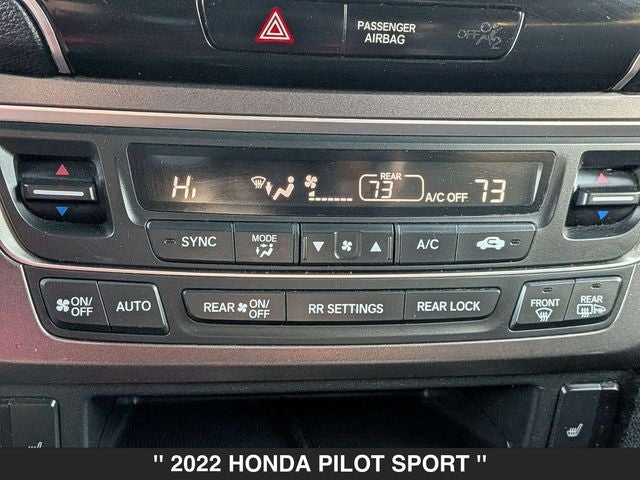 PASSENGER
AIRBAG
OFF
2
Hi
REAR
73
A/C OFF
73
SYNC
MODE
A/C
ON/
OFF
AUTO
REAR ON/
OFF
RR SETTINGS
REAR LOCK
FRONT
REAR
" 2022 HONDA PILOT SPORT "